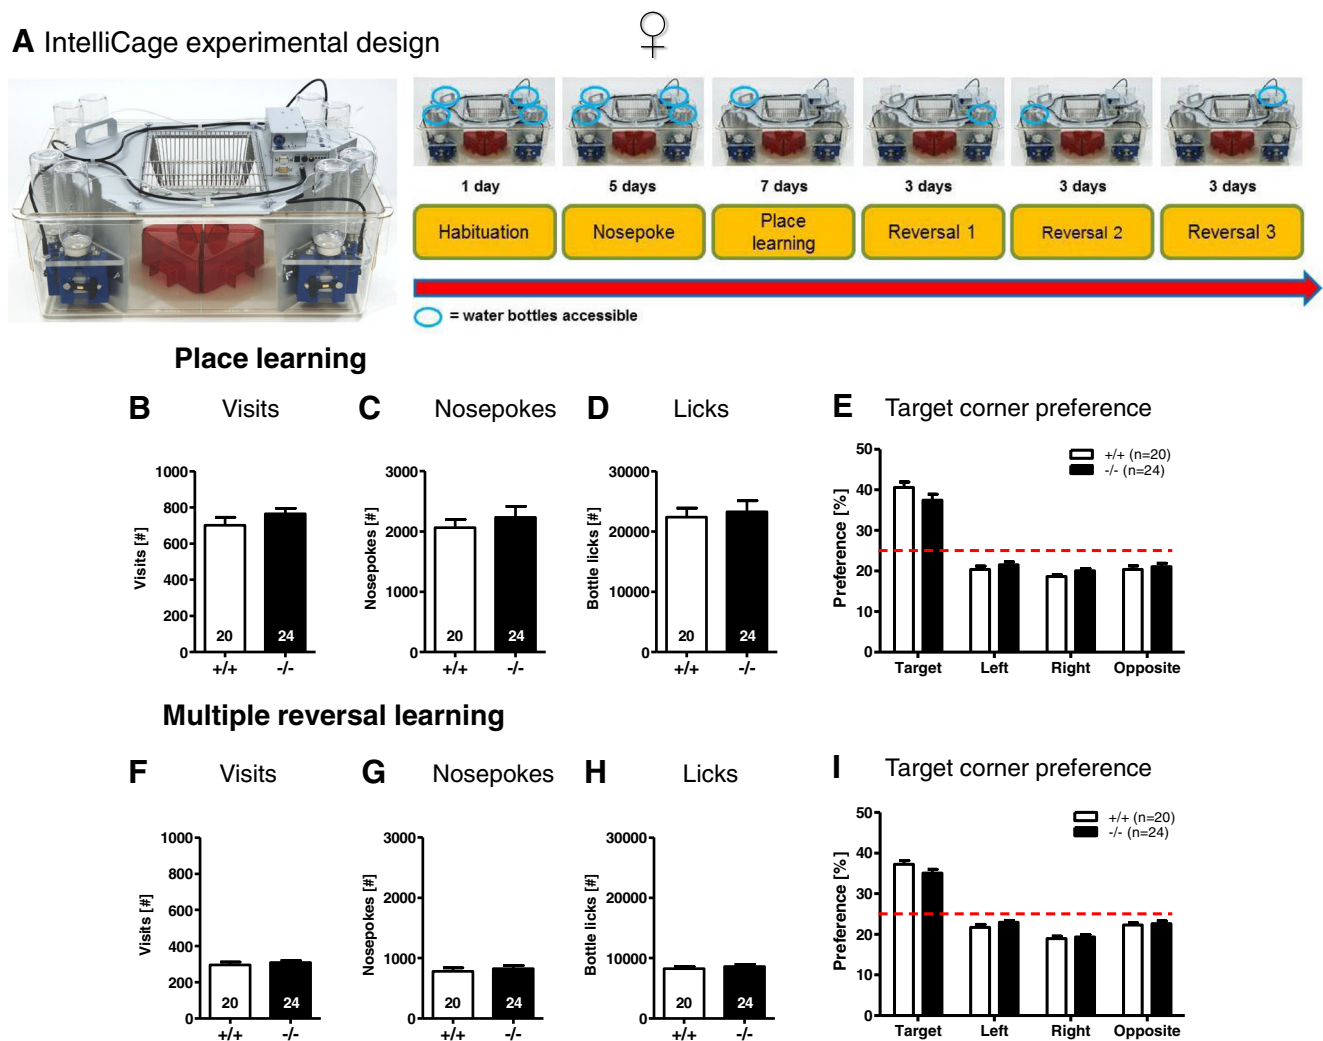 A IntelliCage experimental design ♀
1 day 5 days 7 days 3 days 3 days 3 days
Habituation Nosepoke Place learning Reversal 1 Reversal 2 Reversal 3
= water bottles accessible
Place learning
B Visits C Nosepokes D Licks E Target corner preference
Visits [#]
1000
800
600
400
200
0
20 24
+/+ -/-
Nosepokes [#]
3000
2000
1000
0
20 24
+/+ -/-
Bottle licks [#]
30000
20000
10000
0
20 24
+/+ -/-
Preference [%]
50
40
30
20
10
0
+/+ (n=20)
-/- (n=24)
Target Left Right Opposite
Multiple reversal learning
F Visits G Nosepokes H Licks I Target corner preference
Visits [#]
1000
800
600
400
200
0
20 24
+/+ -/-
Nosepokes [#]
3000
2000
1000
0
20 24
+/+ -/-
Bottle licks [#]
30000
20000
10000
0
20 24
+/+ -/-
Preference [%]
50
40
30
20
10
0
+/+ (n=20)
-/- (n=24)
Target Left Right Opposite